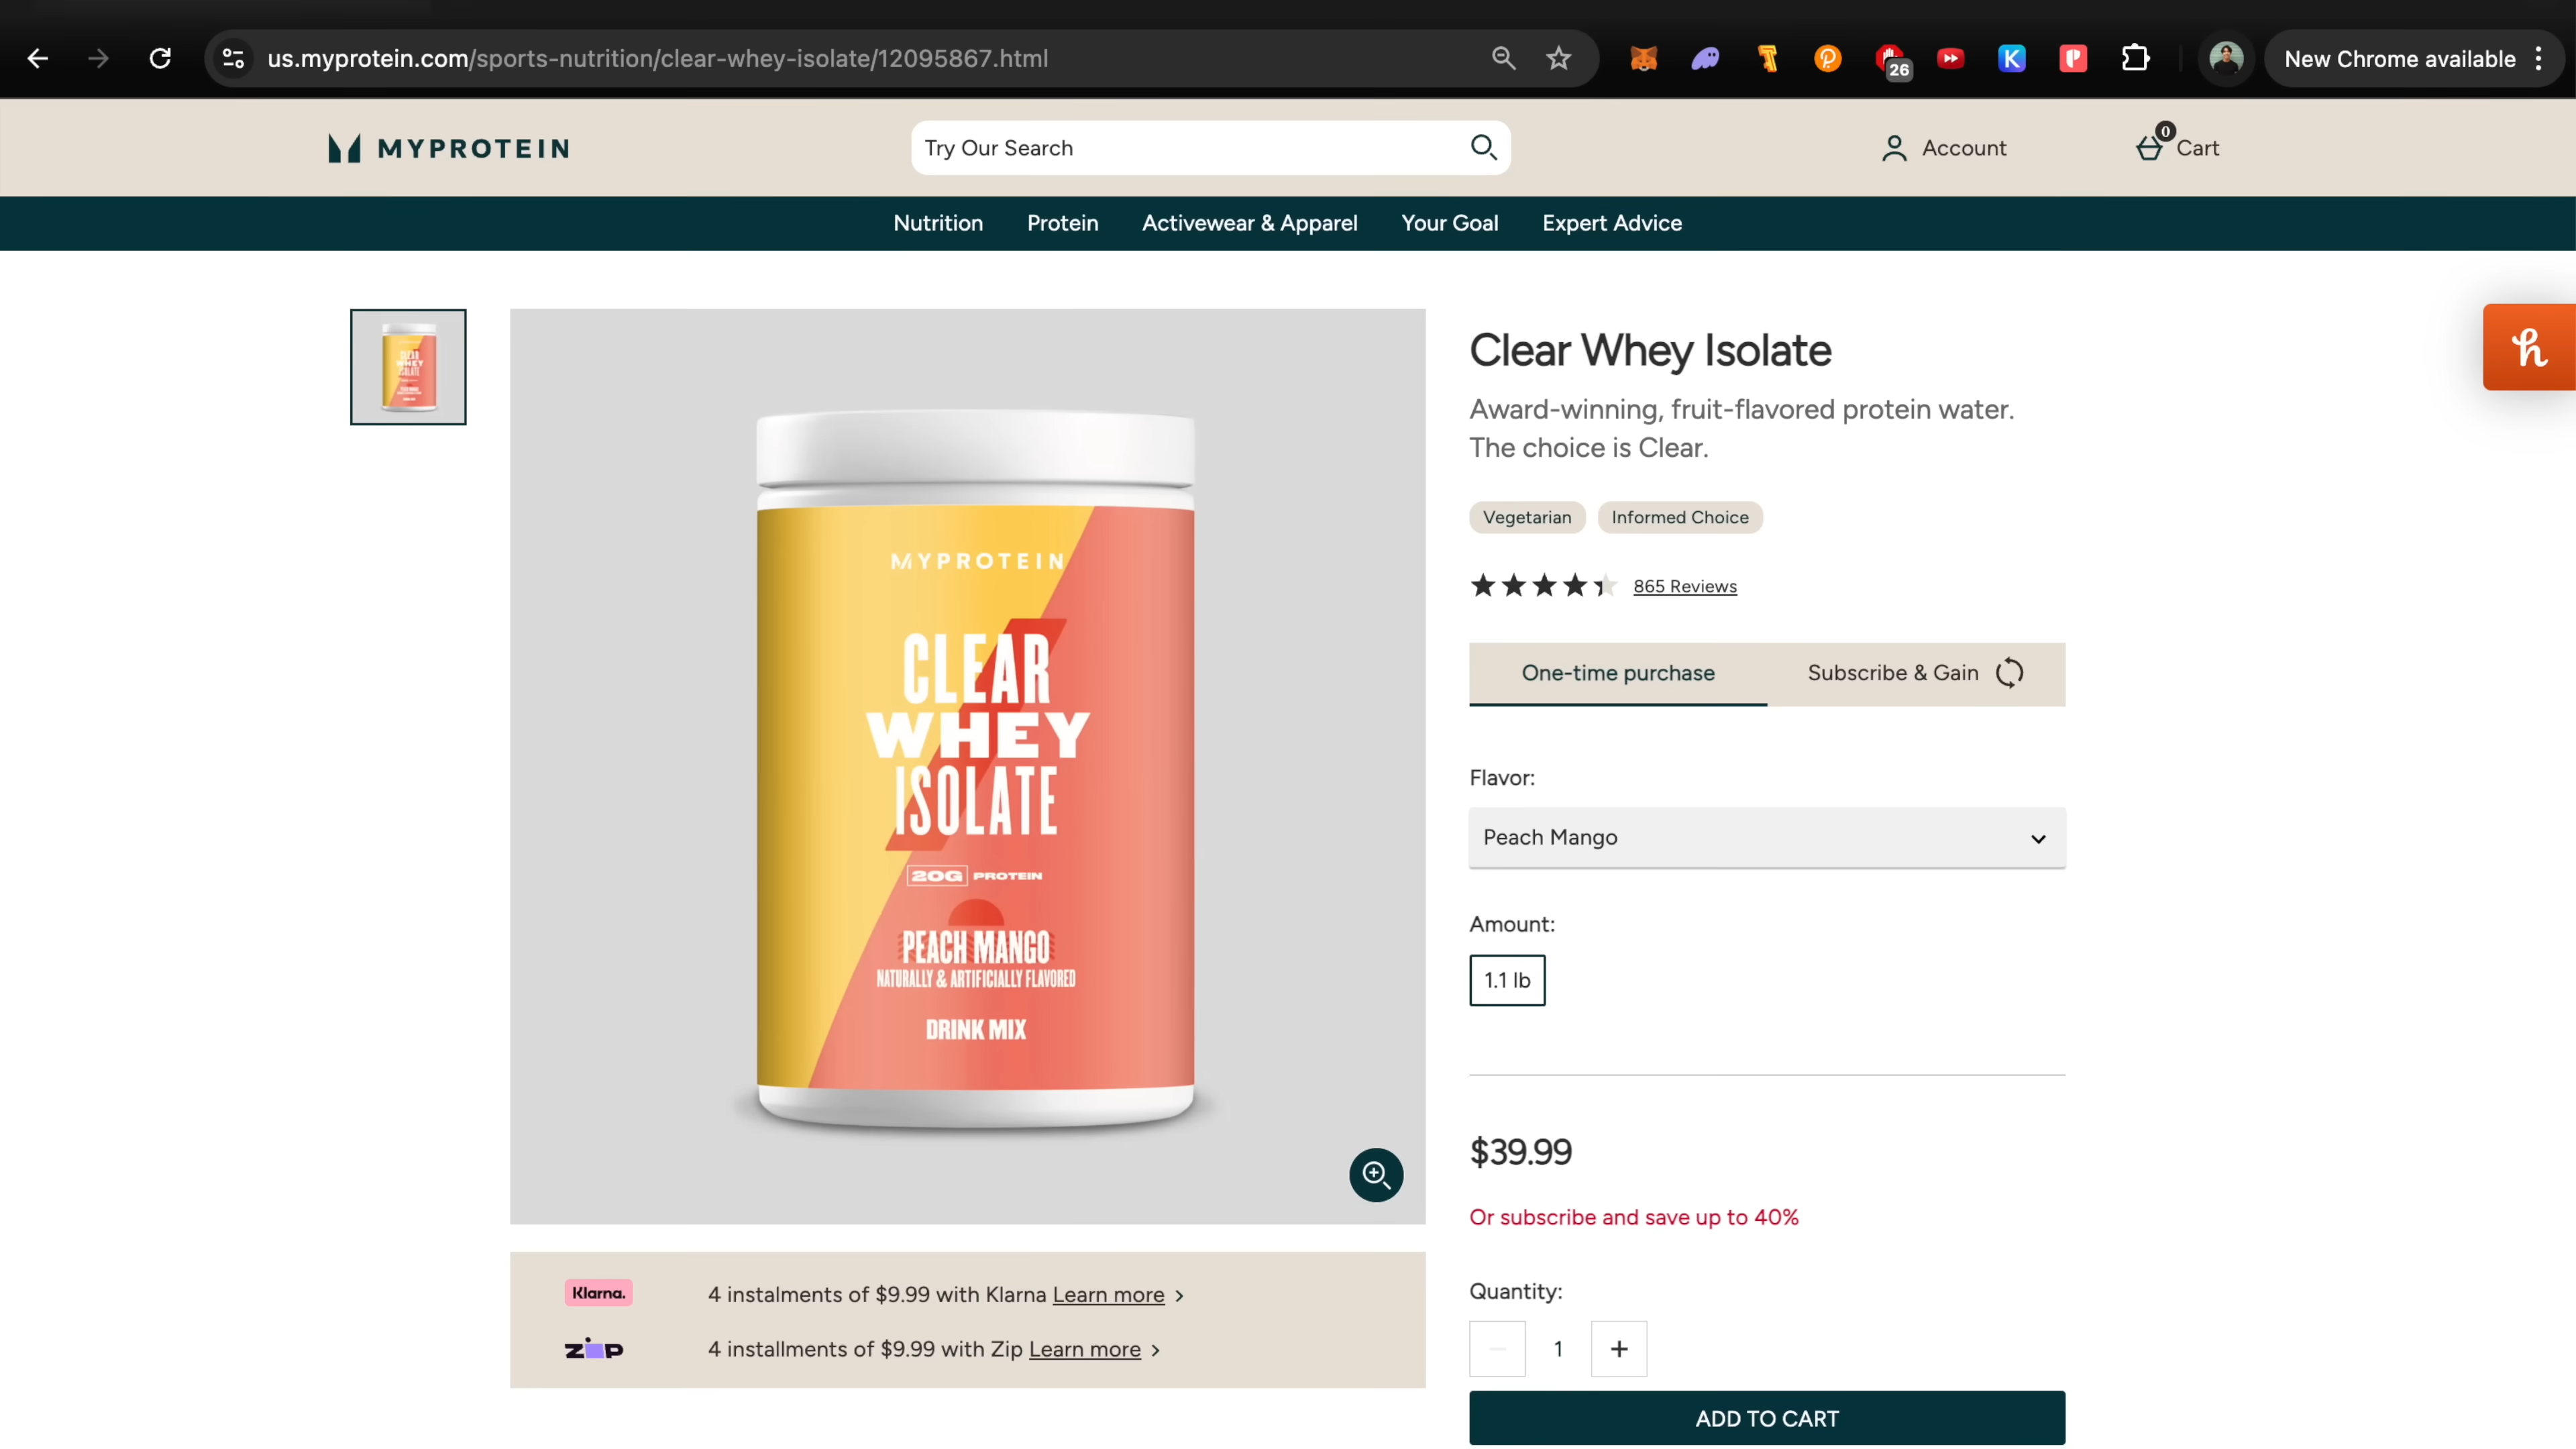 us.myprotein.com/sports-nutrition/clear-whey-isolate/12095867.html
26
New Chrome available
MYPROTEIN
Try Our Search
Account
0
Cart
Nutrition
Protein
Activewear & Apparel
Your Goal
Expert Advice
MYPROTEIN
CLEAR
WHEY
ISOLATE
20G PROTEIN
PEACH MANGO
NATURALLY & ARTIFICIALLY FLAVORED
DRINK MIX
Klarna.
4 instalments of $9.99 with Klarna Learn more
Zip
4 installments of $9.99 with Zip Learn more
Clear Whey Isolate
Award-winning, fruit-flavored protein water.
The choice is Clear.
Vegetarian
Informed Choice
865 Reviews
One-time purchase
Subscribe & Gain
Flavor:
Peach Mango
Amount:
1.1 lb
$39.99
Or subscribe and save up to 40%
Quantity:
1
ADD TO CART